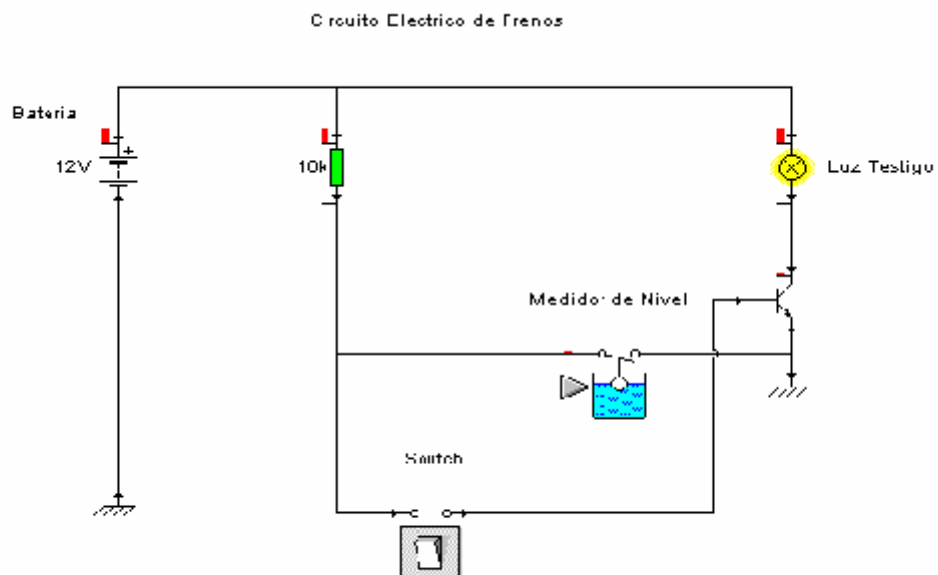 Circuito Electrico de Frenos
Bateria
12V
10k
Luz Testigo
Medidor de Nivel
Switch